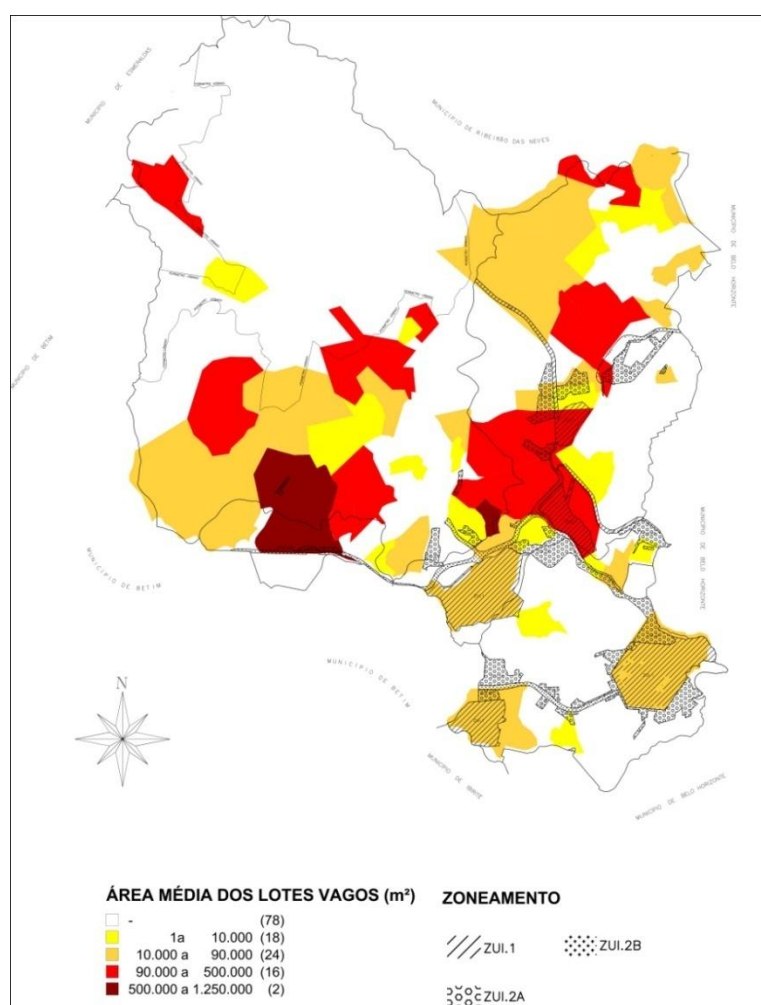 MUNICÍPIO DE ESMERALDAS
MUNICÍPIO DE RIBEIRÃO DAS NEVES
MUNICÍPIO DE BELO HORIZONTE
MUNICÍPIO DE BETIM
MUNICÍPIO DE BELO HORIZONTE
MUNICÍPIO DE BETIM
MUNICÍPIO DE BETIM
N
MUNICÍPIO DE
MUNICÍPIO DE BELO HORIZONTE
ÁREA MÉDIA DOS LOTES VAGOS (m²)
- (78)
1a 10.000 (18)
10.000 a 90.000 (24)
90.000 a 500.000 (16)
500.000 a 1.250.000 (2)
ZONEAMENTO
ZUI.1
ZUI.2B
ZUI.2A